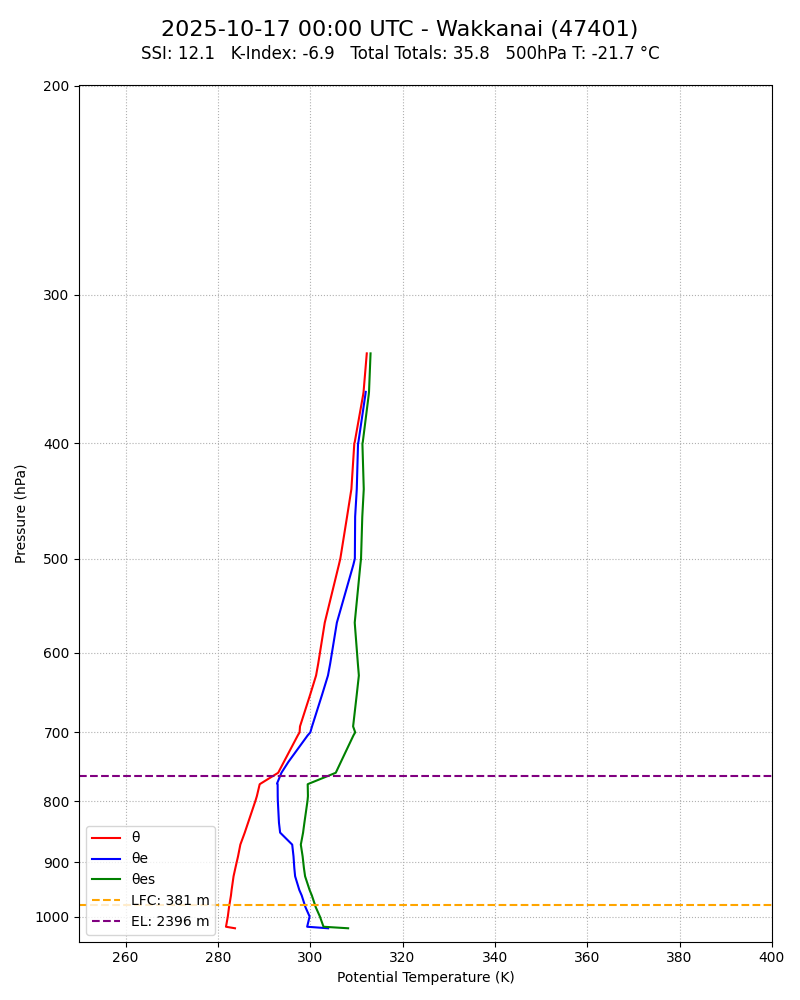 2025-10-17 00:00 UTC - Wakkanai (47401)
SSI: 12.1   K-Index: -6.9   Total Totals: 35.8   500hPa T: -21.7 °C
200
300
400
500
600
700
800
900
1000
Pressure (hPa)
θ
θe
θes
LFC: 381 m
EL: 2396 m
260 280 300 320 340 360 380 400
Potential Temperature (K)